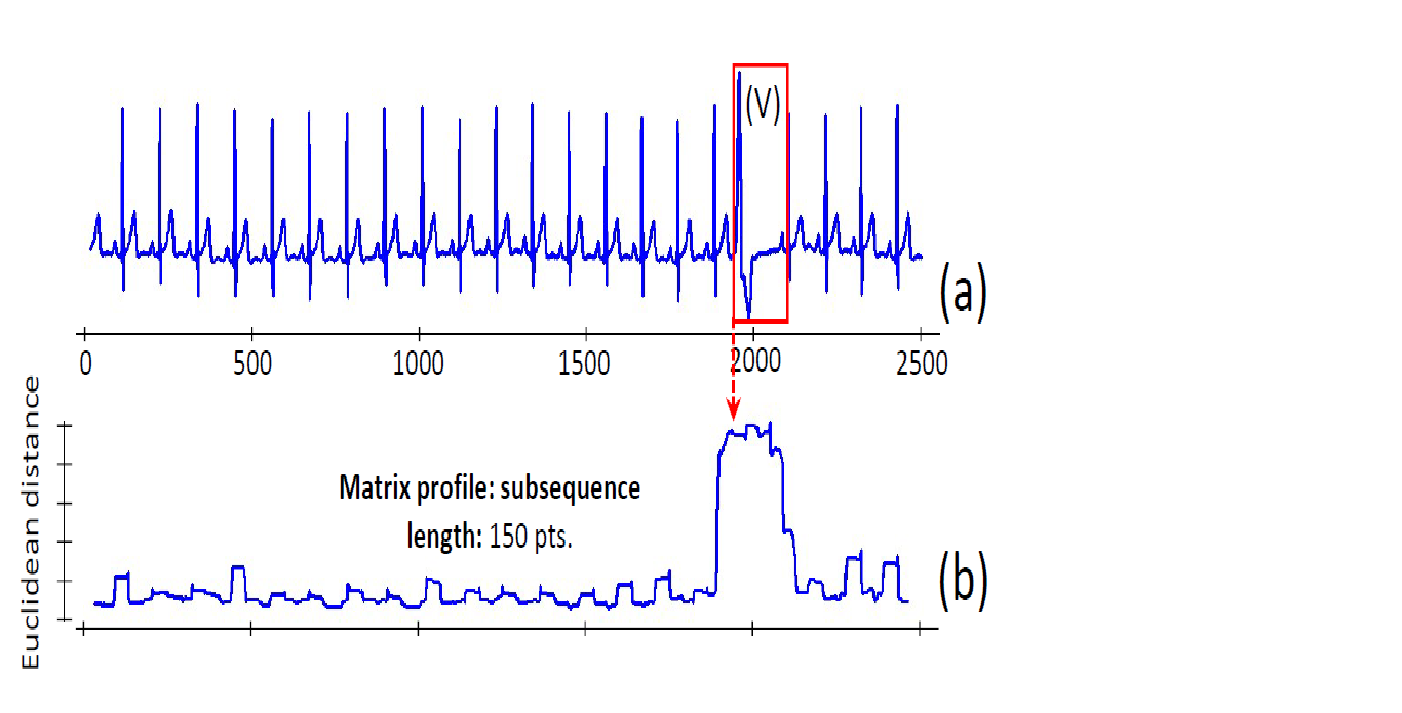 (V)
(a)
0 500 1000 1500 2000 2500
Euclidean distance
Matrix profile: subsequence
length: 150 pts.
(b)